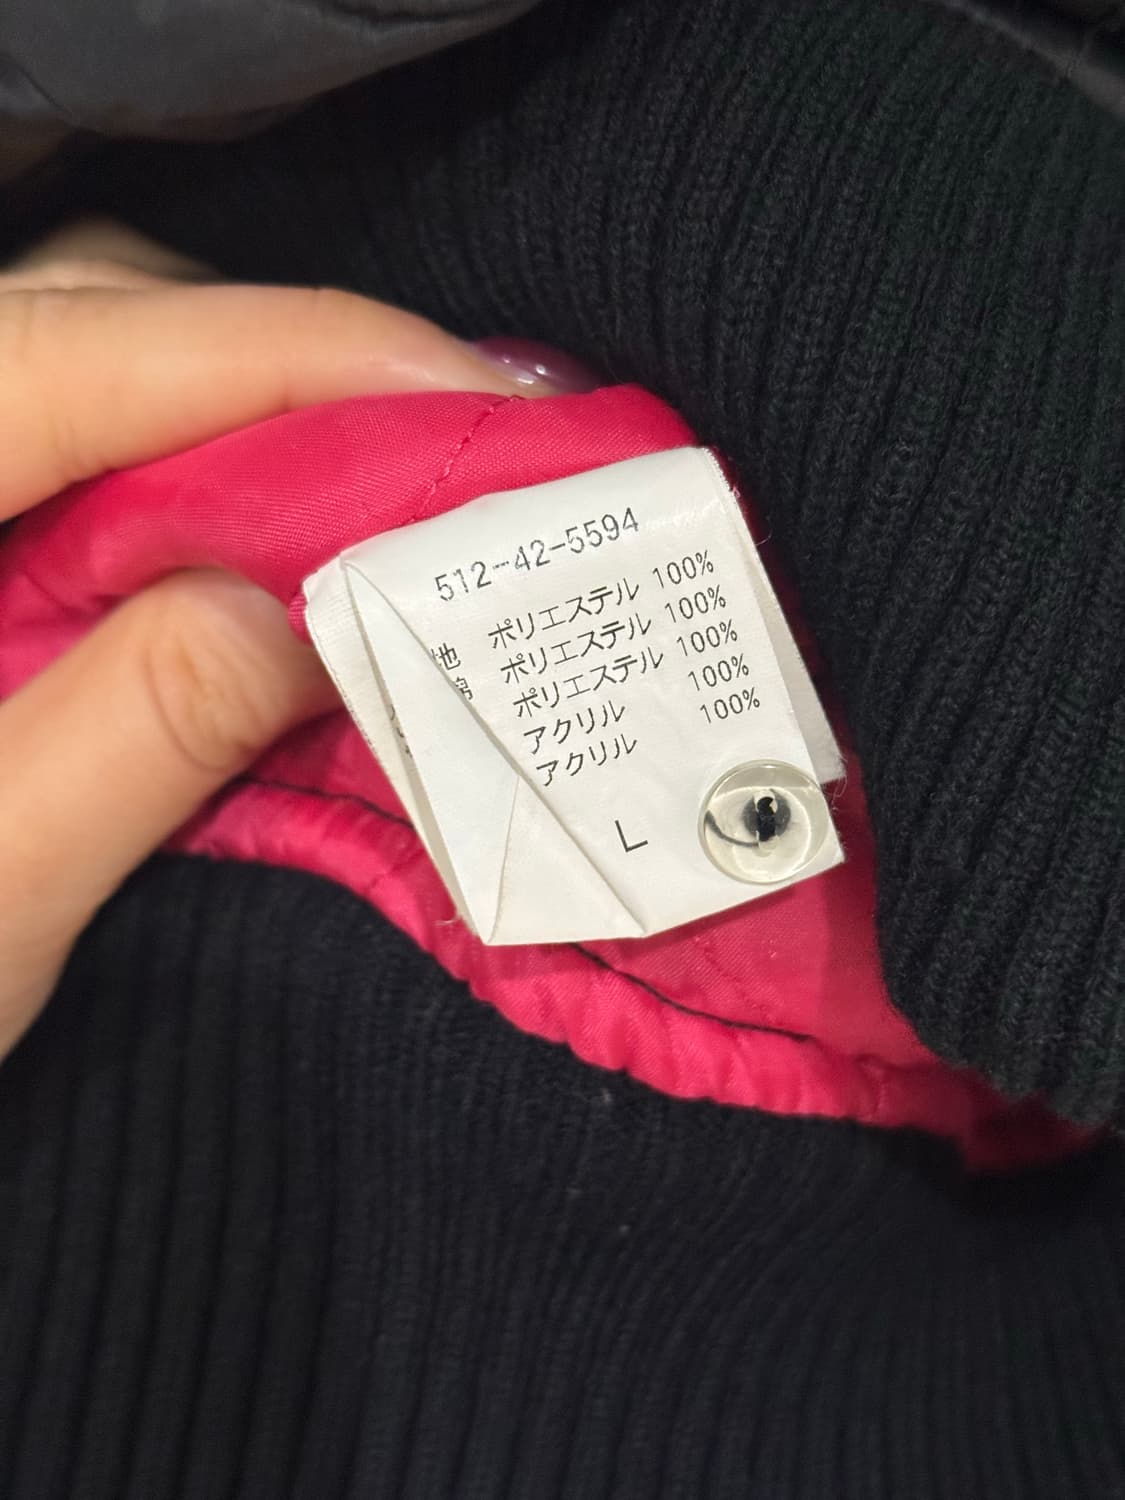 512-42-5594
ポリエステル 100%
地 ポリエステル 100%
綿 ポリエステル 100%
アクリル 100%
アクリル 100%
L